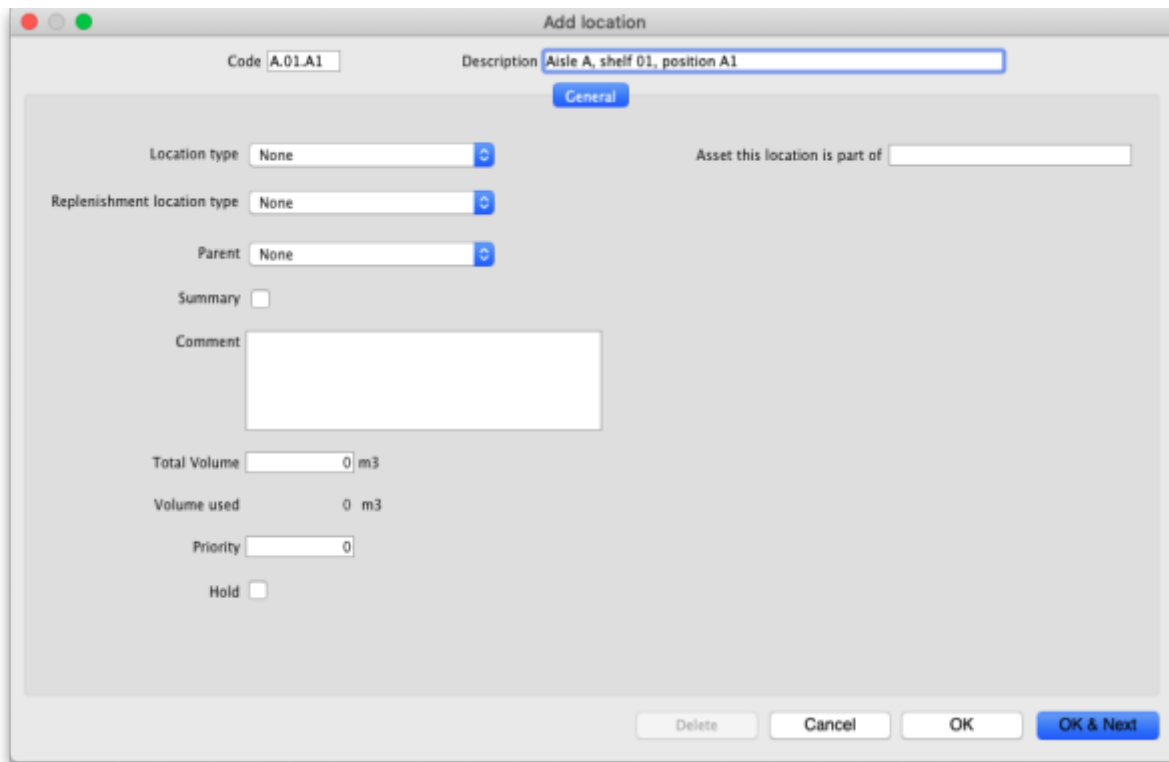 Add location
Code A.01.A1 Description Aisle A, shelf 01, position A1
General
Location type None Asset this location is part of
Replenishment location type None
Parent None
Summary
Comment
Total Volume 0 m3
Volume used 0 m3
Priority 0
Hold
Delete Cancel OK OK & Next